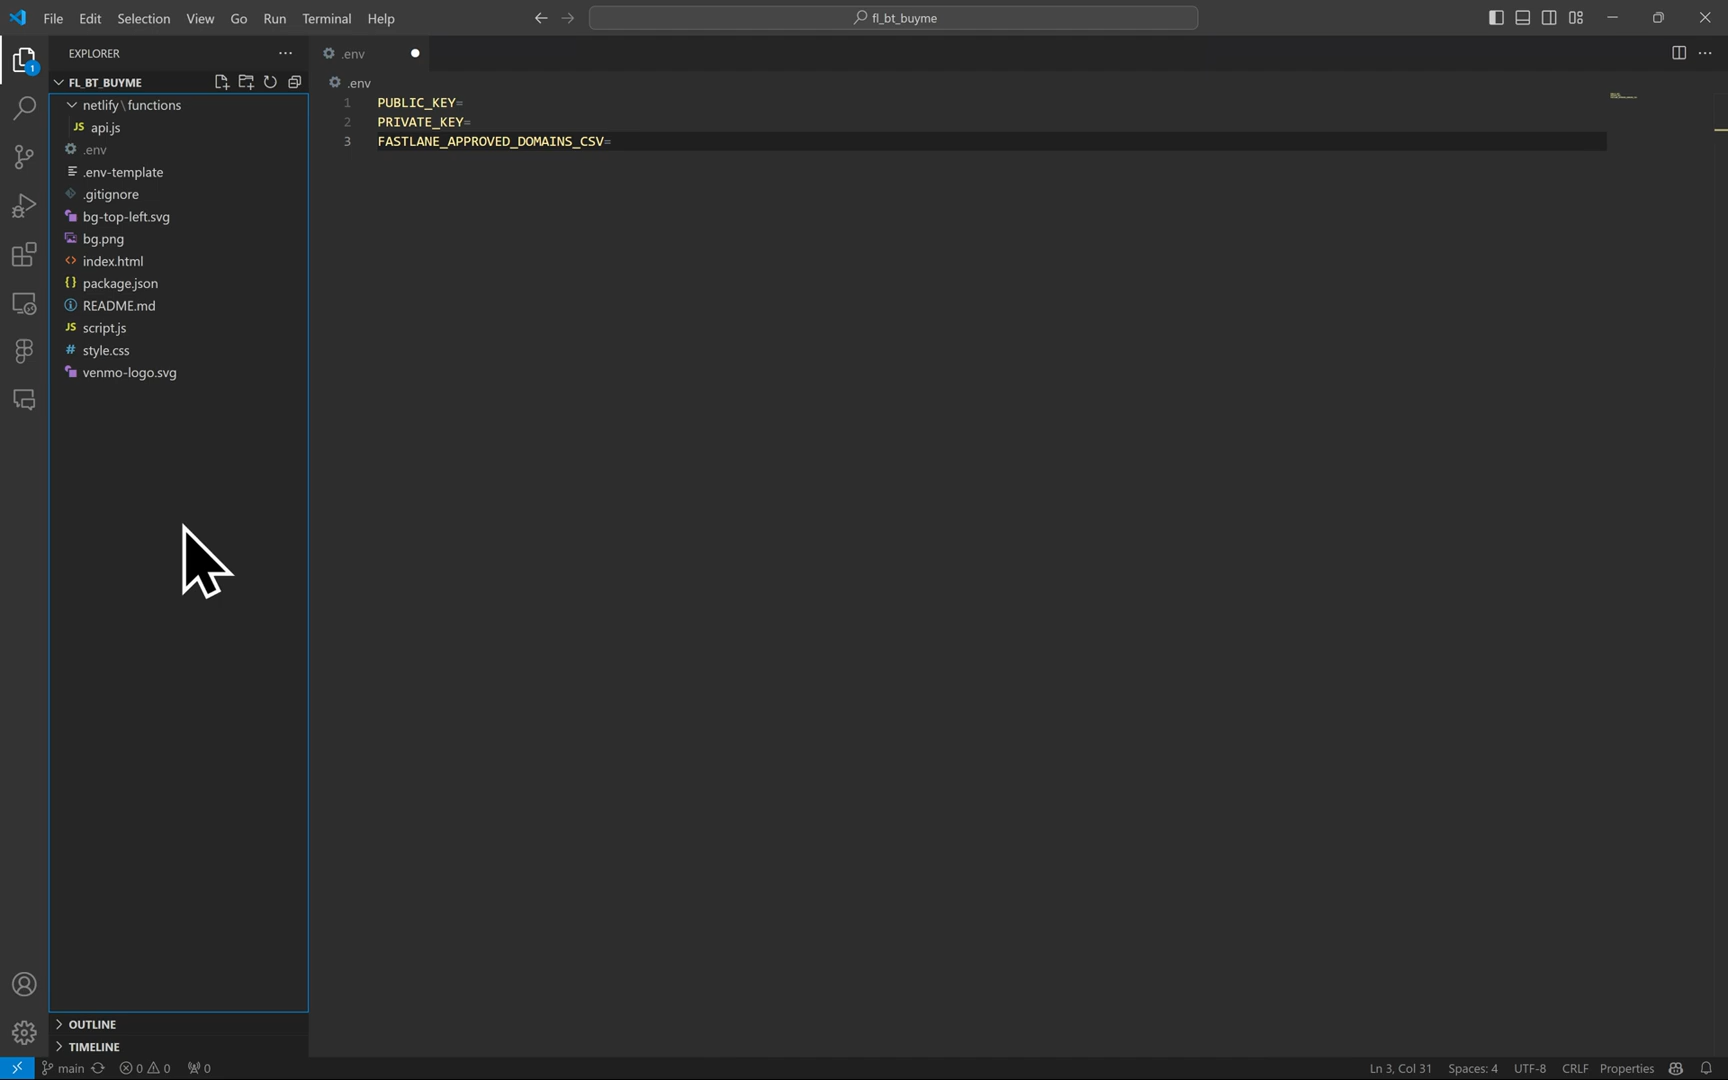 File Edit Selection View Go Run Terminal Help
fl_bt_buyme
EXPLORER
1
FL_BT_BUYME
netlify\functions
JS api.js
.env
.env-template
.gitignore
bg-top-left.svg
bg.png
<> index.html
{} package.json
README.md
JS script.js
# style.css
venmo-logo.svg
.env
.env
1 PUBLIC_KEY=
2 PRIVATE_KEY=
3 FASTLANE_APPROVED_DOMAINS_CSV=
OUTLINE
TIMELINE
main 0 0 0 Ln 3, Col 31 Spaces: 4 UTF-8 CRLF Properties